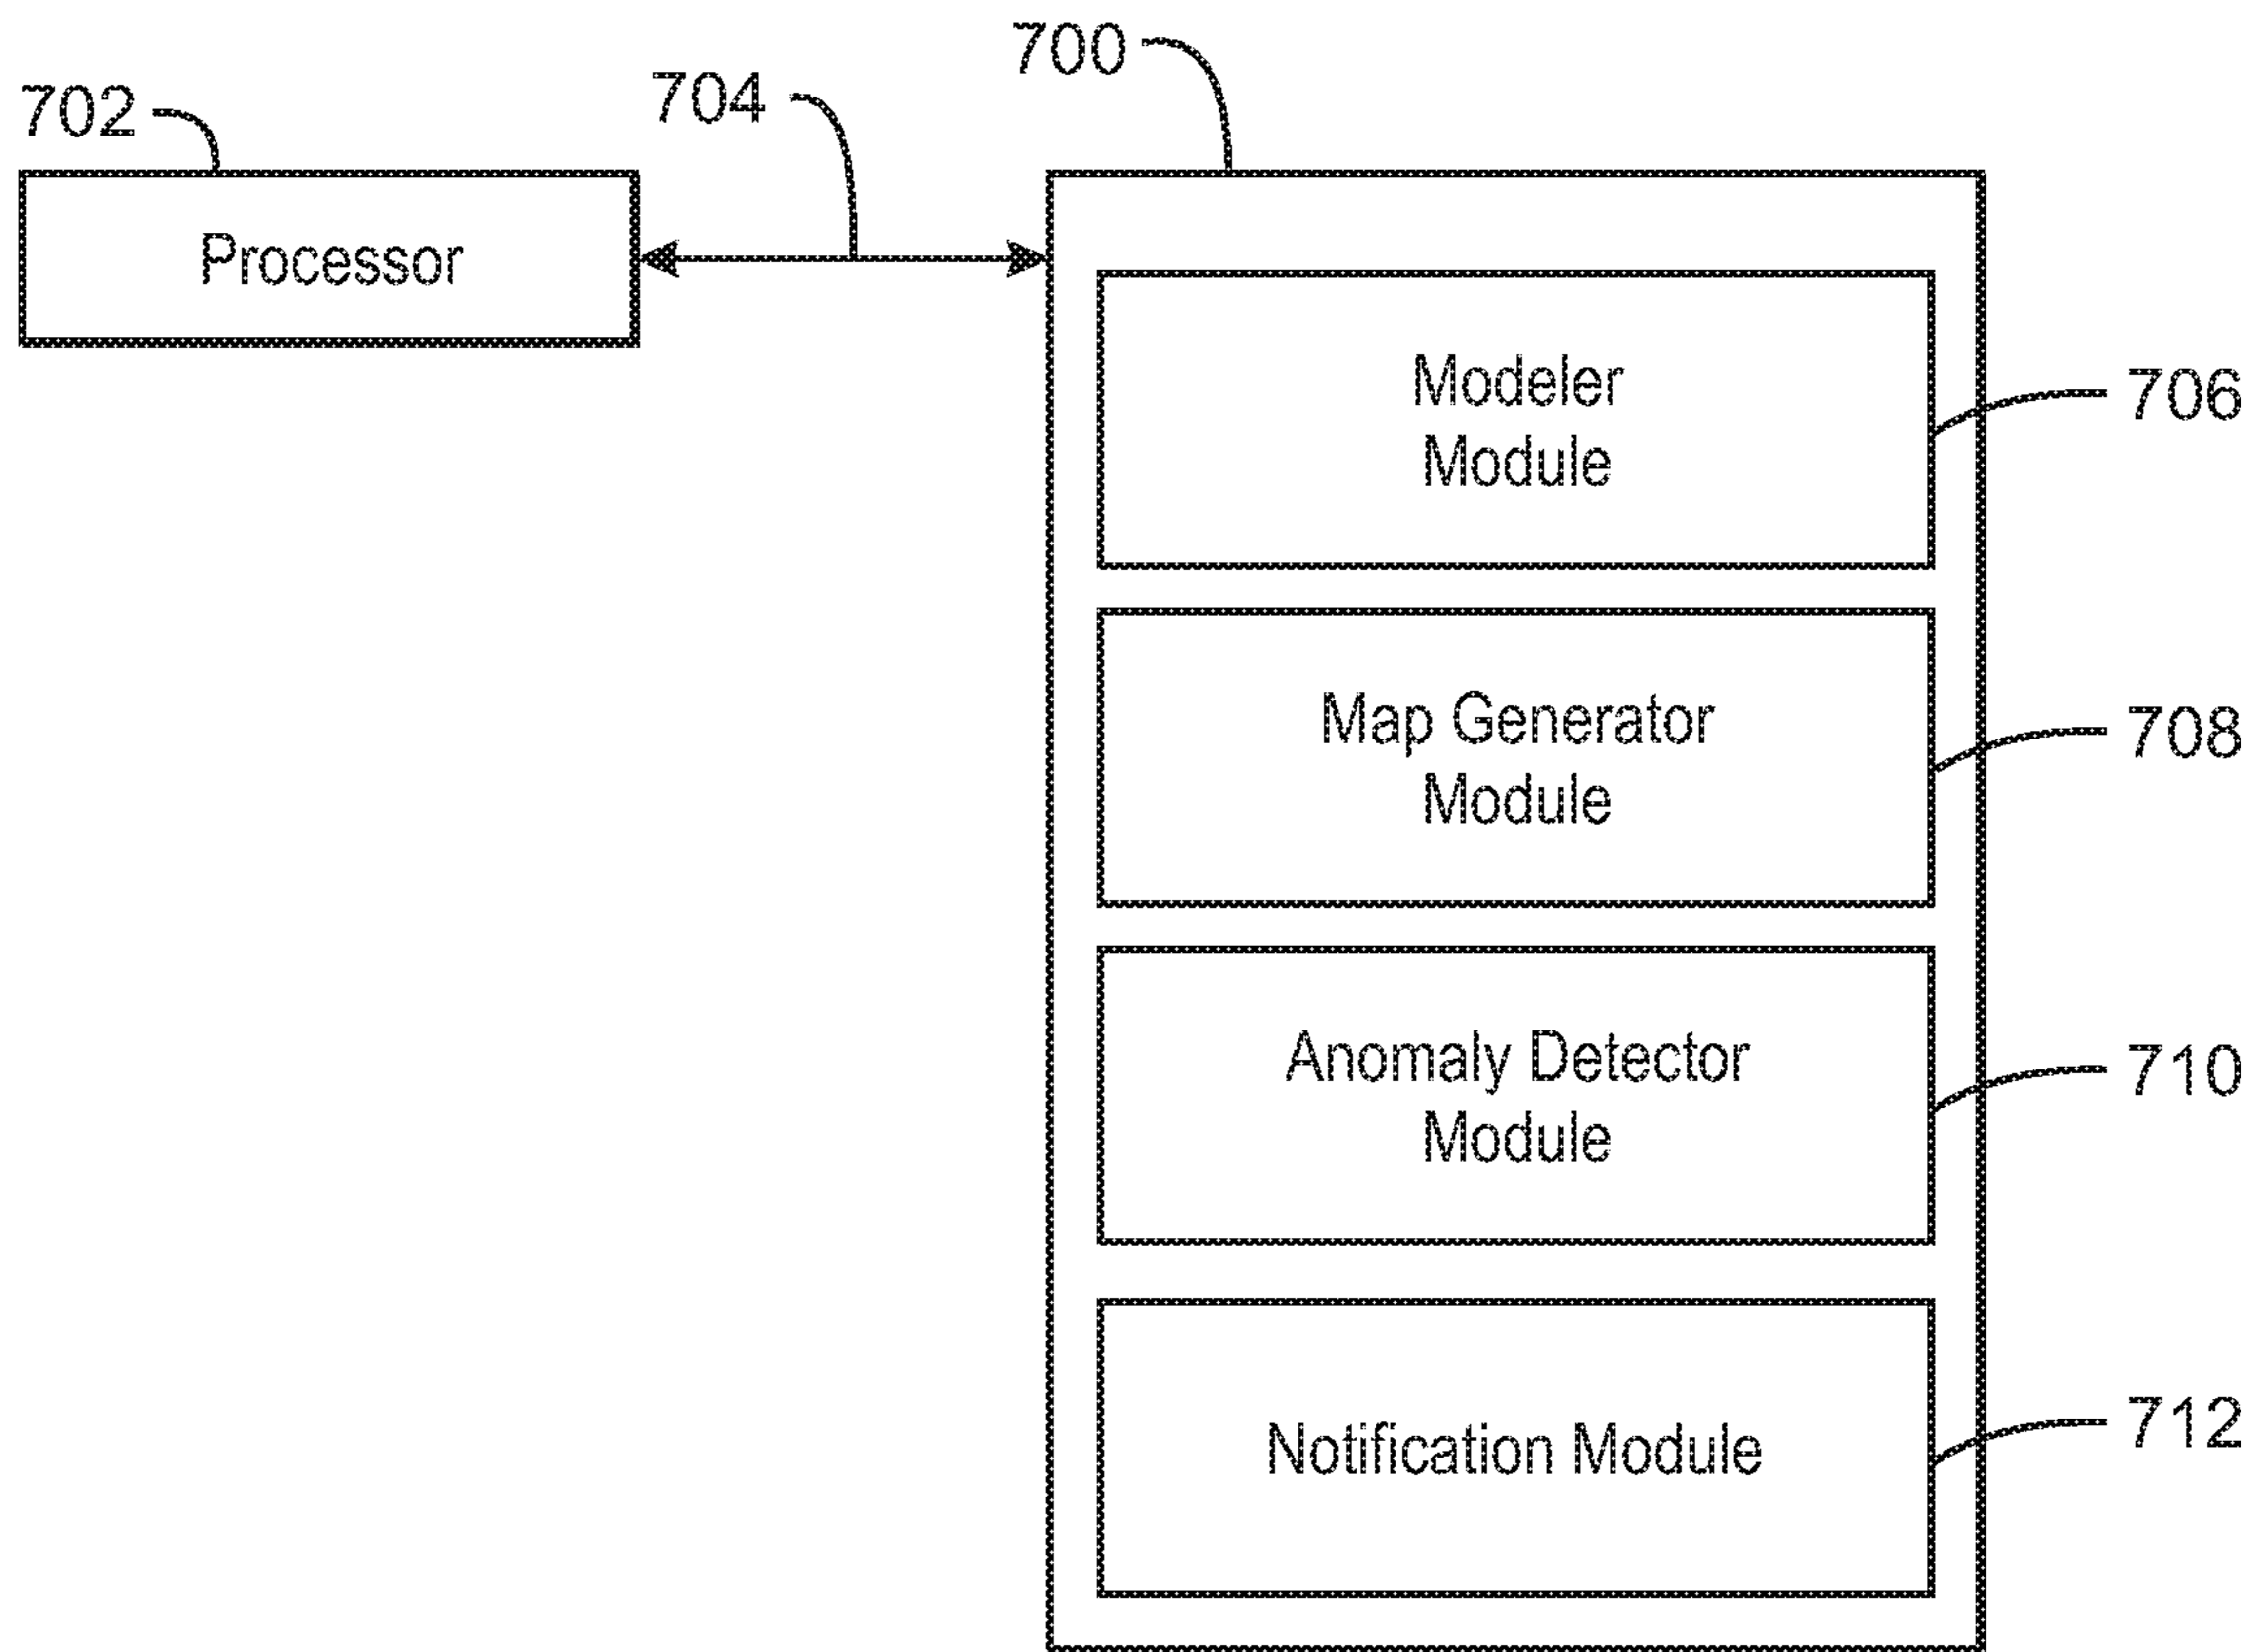 700
704
702
Processor
Modeler
Module
706
Map Generator
Module
708
Anomaly Detector
Module
710
Notification Module
712